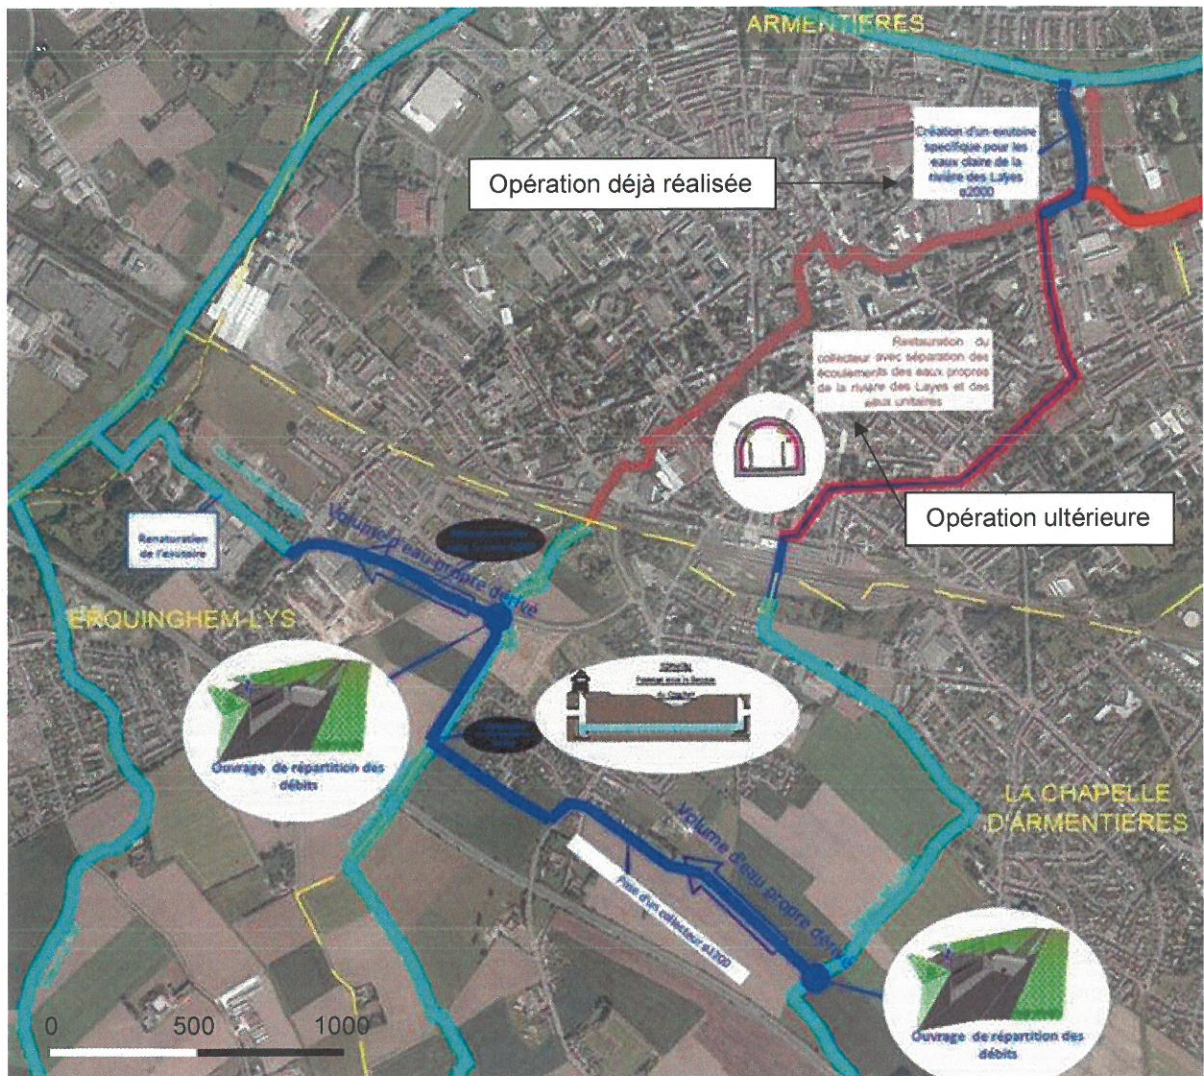 ARMENTIERES
Création d'un exutoire
spécifique pour les
eaux claire de la
rivière des Layes
ø2000
Opération déjà réalisée
Restauration du
collecteur avec séparation des
écoulements des eaux propres
de la rivière des Layes et des
eaux unitaires
Opération ultérieure
Renaturation
de l'exutoire
Volume d'eau propre dérivé
ERQUINGHEM-LYS
Ouvrage de répartition des
débits
LA CHAPELLE
D'ARMENTIERES
Volume d'eau propre dérivé
Pose d'un collecteur
Ouvrage de répartition des
débits
0 500 1000